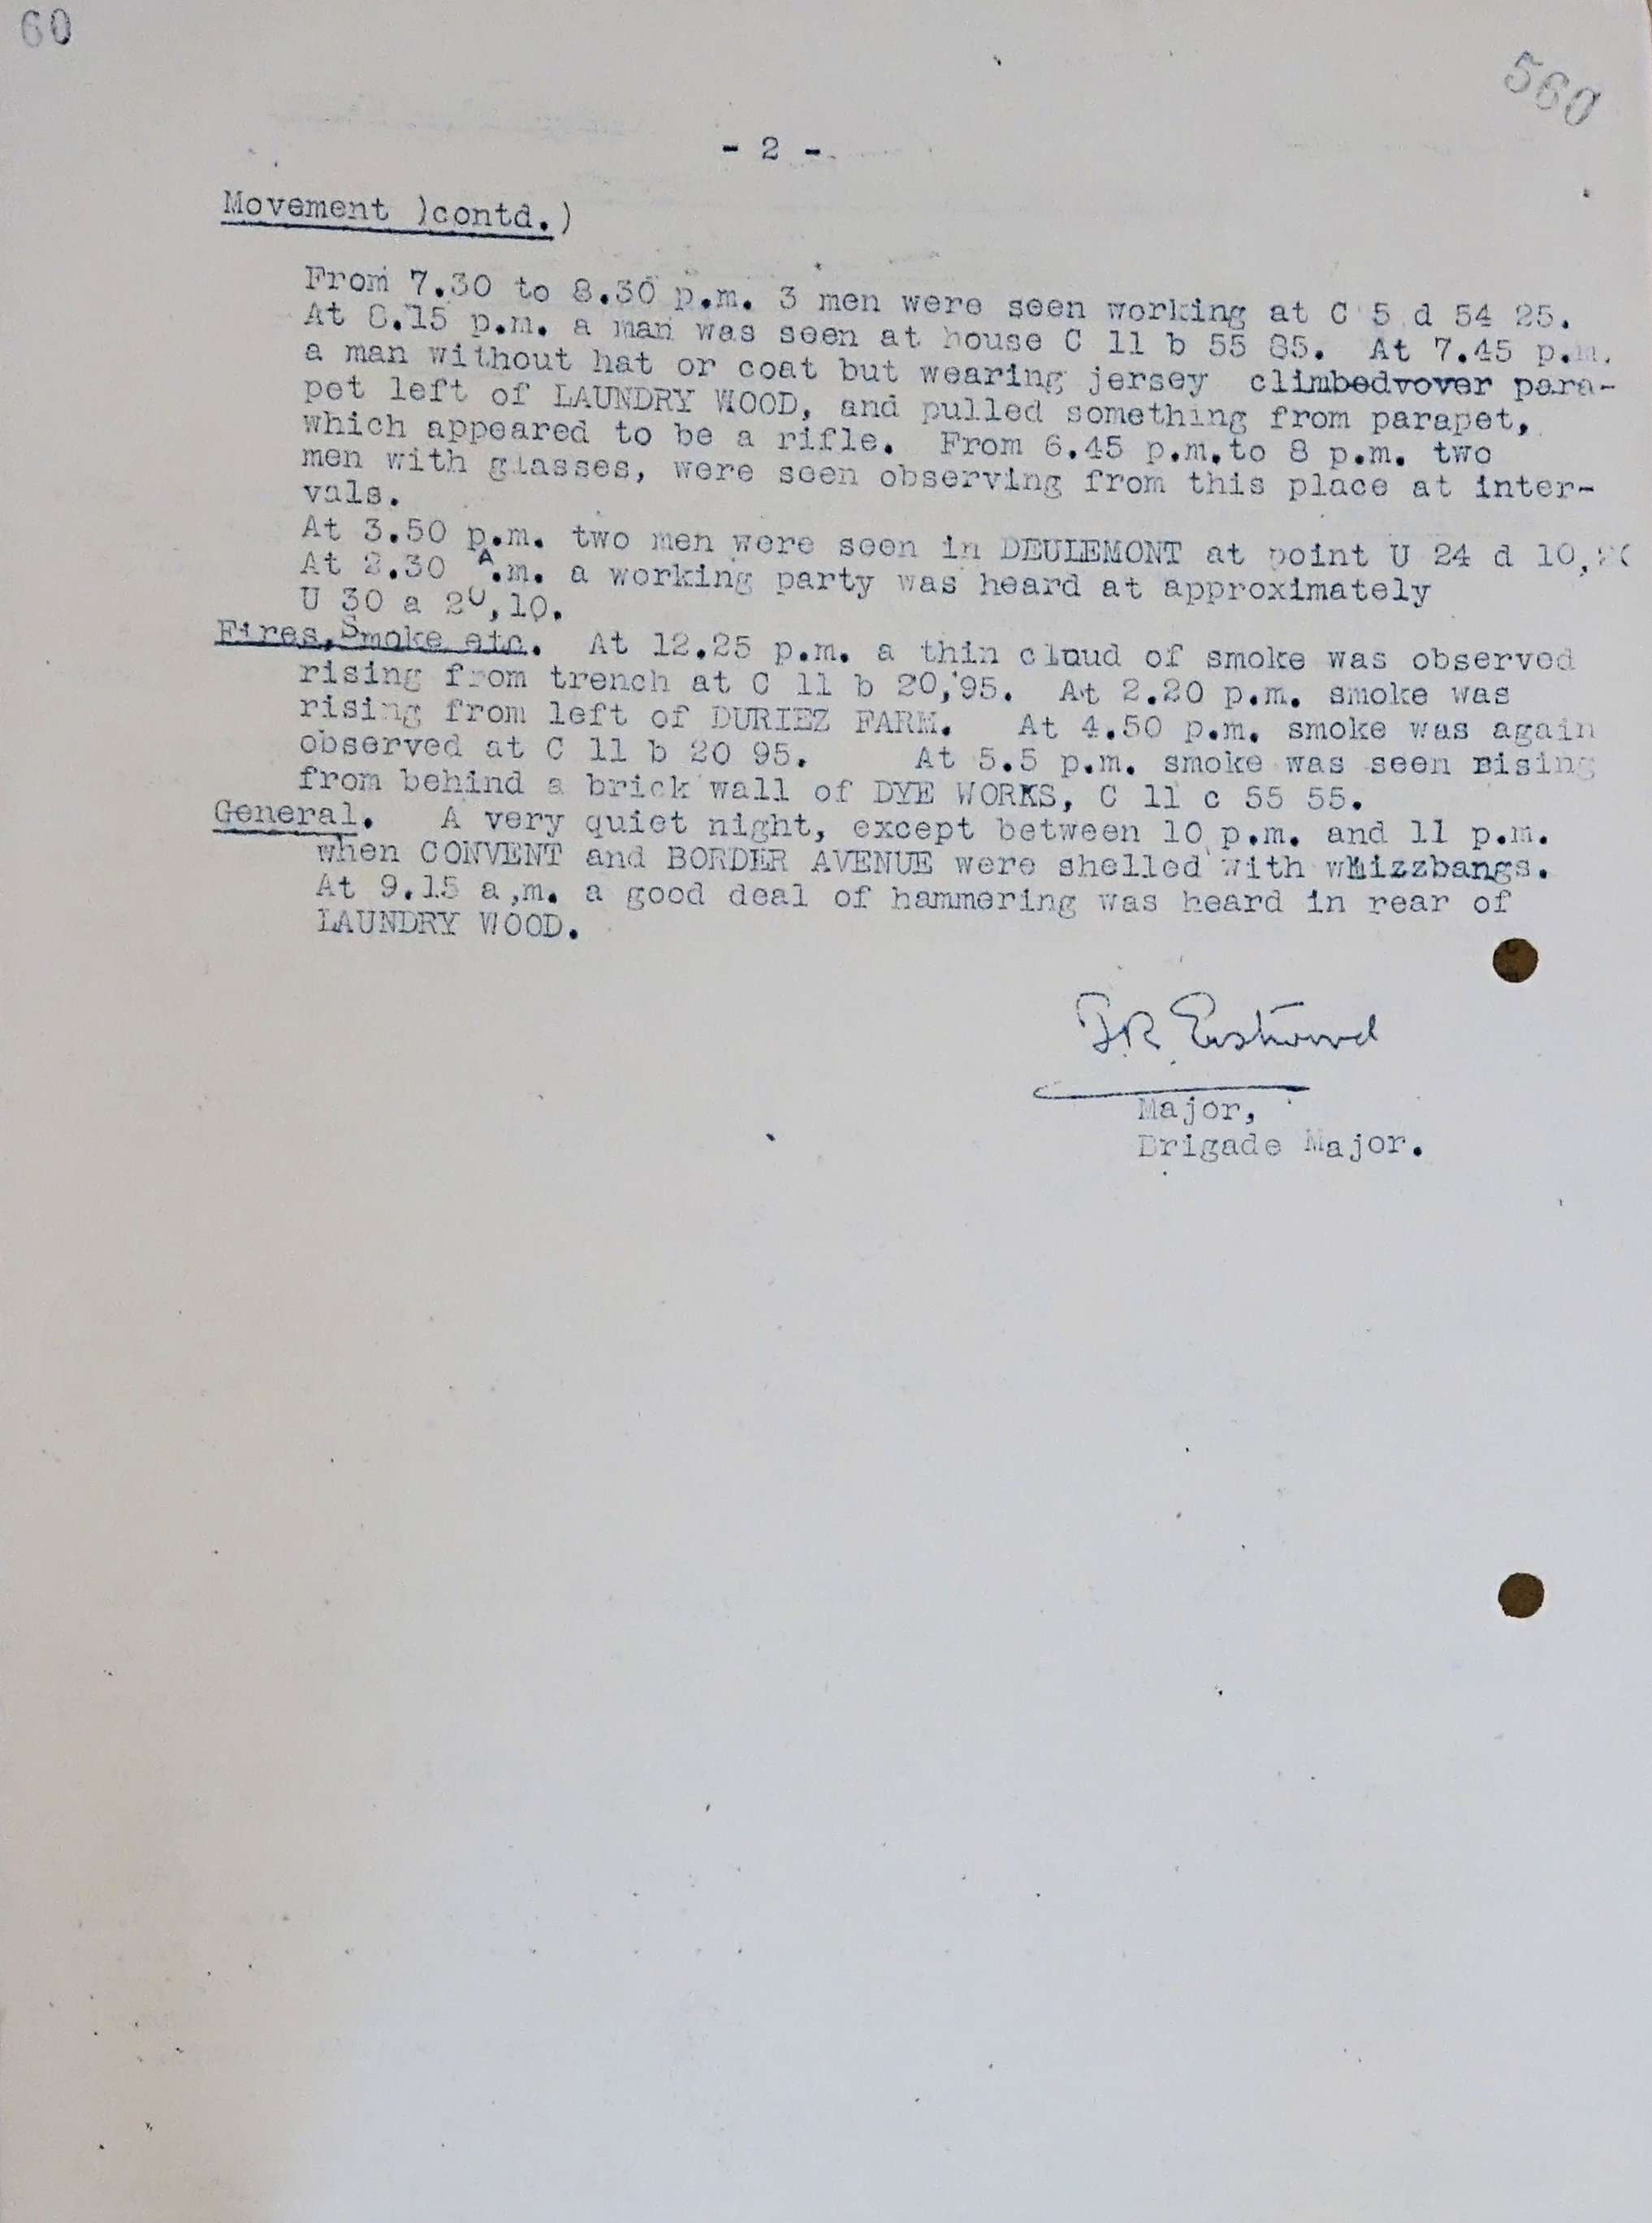 60
560
- 2 -
Movement )contd.)
From 7.30 to 8.30 p.m. 3 men were seen working at C 5 d 54 25.
At 8.15 p.m. a man was seen at house C 11 b 55 85. At 7.45 p.m.
a man without hat or coat but wearing jersey climbedvover para-
pet left of LAUNDRY WOOD, and pulled something from parapet,
which appeared to be a rifle. From 6.45 p.m.to 8 p.m. two
men with glasses, were seen observing from this place at inter-
vals.
At 3.50 p.m. two men were seen in DEULEMONT at point U 24 d 10,
At 2.30 A.m. a working party was heard at approximately
U 30 a 20,10.
Fires,Smoke etc. At 12.25 p.m. a thin cloud of smoke was observed
rising from trench at C 11 b 20,95. At 2.20 p.m. smoke was
rising from left of DURIEZ FARM. At 4.50 p.m. smoke was again
observed at C 11 b 20 95. At 5.5 p.m. smoke was seen rising
from behind a brick wall of DYE WORKS, C 11 c 55 55.
General. A very quiet night, except between 10 p.m. and 11 p.m.
when CONVENT and BORDER AVENUE were shelled with whizzbangs.
At 9.15 a,m. a good deal of hammering was heard in rear of
LAUNDRY WOOD.
T.R. Eastwood
Major,
Brigade Major.